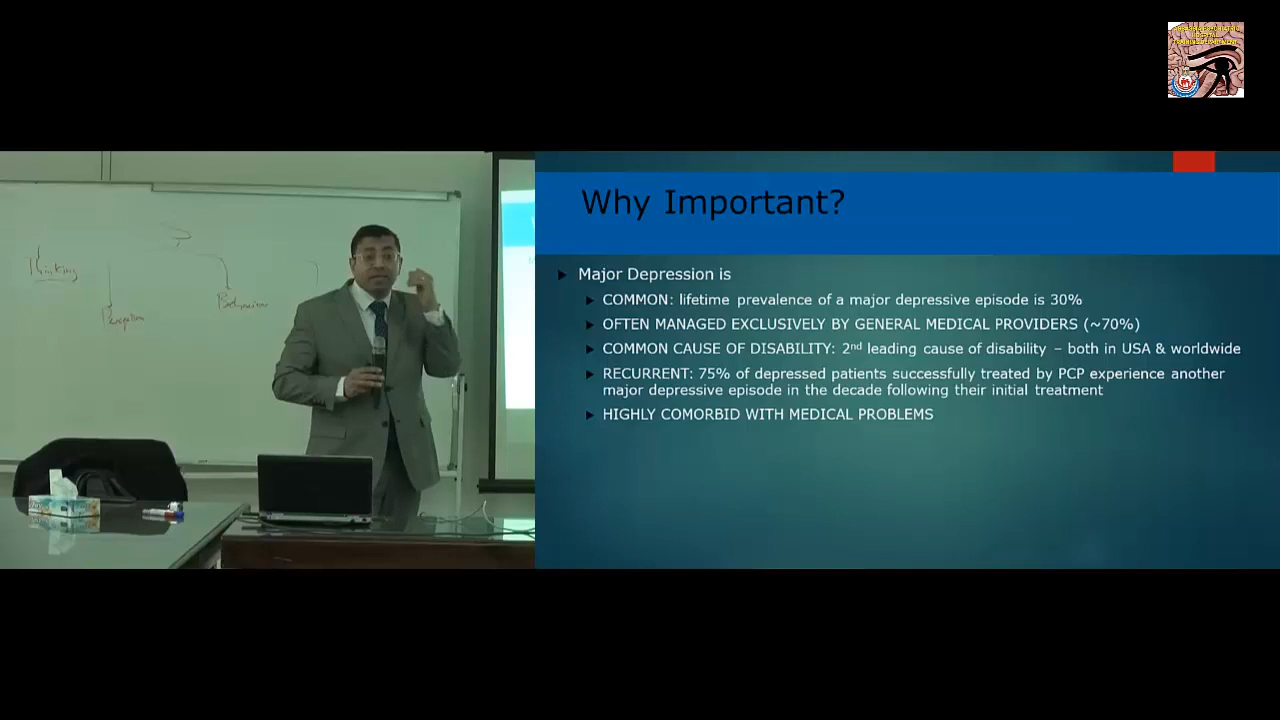 HOSPITAL
Thinking
Perception
Behaviour
Why Important?
Major Depression is
COMMON: lifetime prevalence of a major depressive episode is 30%
OFTEN MANAGED EXCLUSIVELY BY GENERAL MEDICAL PROVIDERS (~70%)
COMMON CAUSE OF DISABILITY: 2nd leading cause of disability – both in USA & worldwide
RECURRENT: 75% of depressed patients successfully treated by PCP experience another
major depressive episode in the decade following their initial treatment
HIGHLY COMORBID WITH MEDICAL PROBLEMS